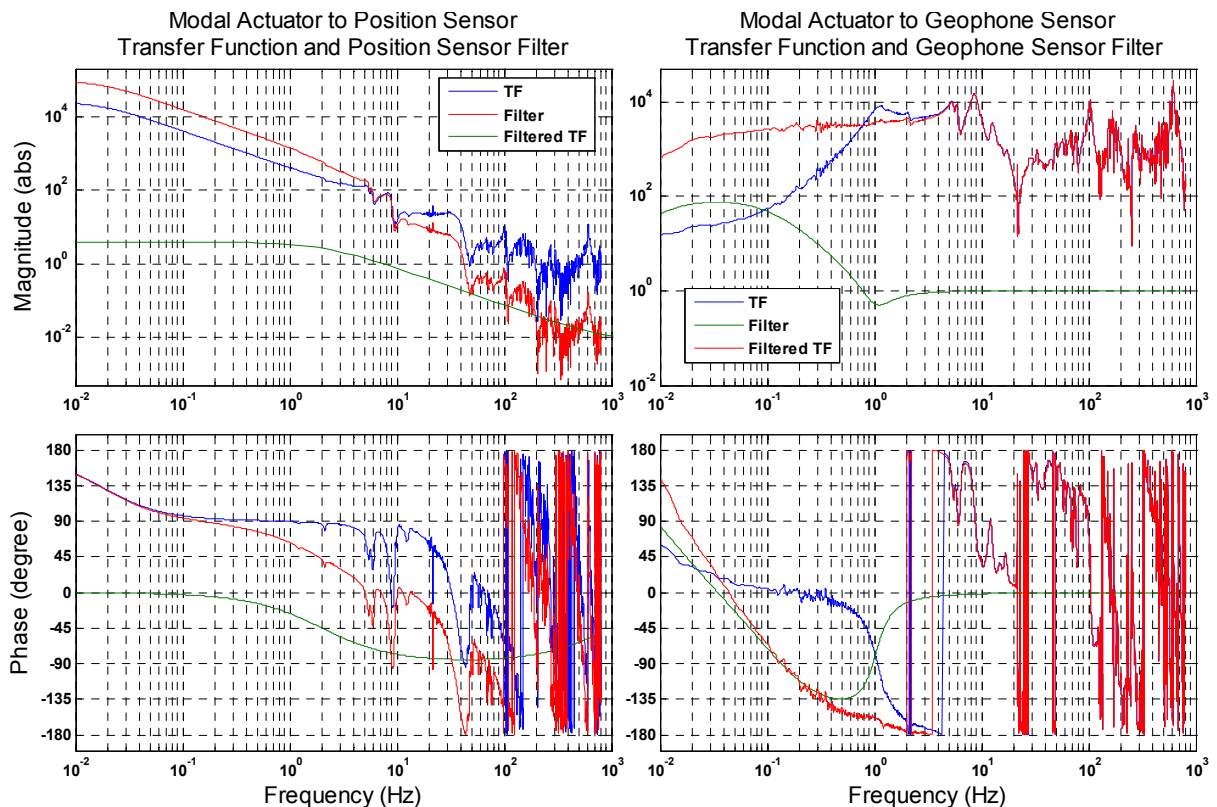 Modal Actuator to Position Sensor
Transfer Function and Position Sensor Filter
Modal Actuator to Geophone Sensor
Transfer Function and Geophone Sensor Filter
Magnitude (abs)
10^4
10^2
10^0
10^-2
TF
Filter
Filtered TF
10^-2 10^-1 10^0 10^1 10^2 10^3
10^4
10^2
10^0
10^-2
TF
Filter
Filtered TF
10^-2 10^-1 10^0 10^1 10^2 10^3
Phase (degree)
180
135
90
45
0
-45
-90
-135
-180
10^-2 10^-1 10^0 10^1 10^2 10^3
Frequency (Hz)
180
135
90
45
0
-45
-90
-135
-180
10^-2 10^-1 10^0 10^1 10^2 10^3
Frequency (Hz)